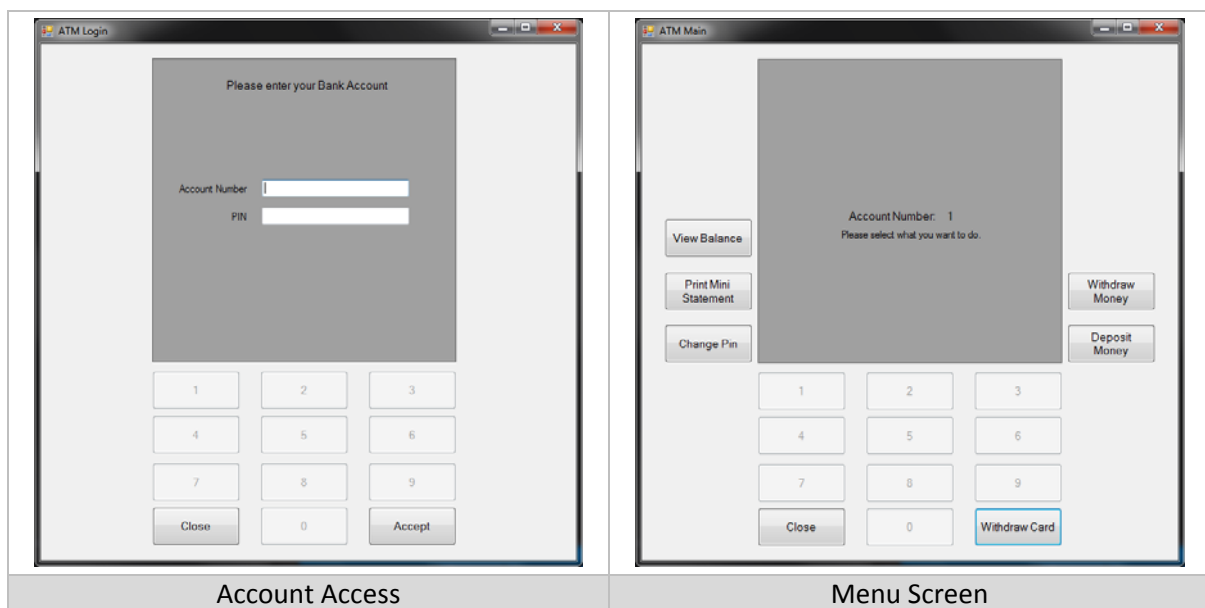 ATM Login
Please enter your Bank Account
Account Number
PIN
1 2 3
4 5 6
7 8 9
Close 0 Accept
Account Access
ATM Main
Account Number: 1
Please select what you want to do.
View Balance
Print Mini
Statement
Change Pin
Withdraw
Money
Deposit
Money
1 2 3
4 5 6
7 8 9
Close 0 Withdraw Card
Menu Screen